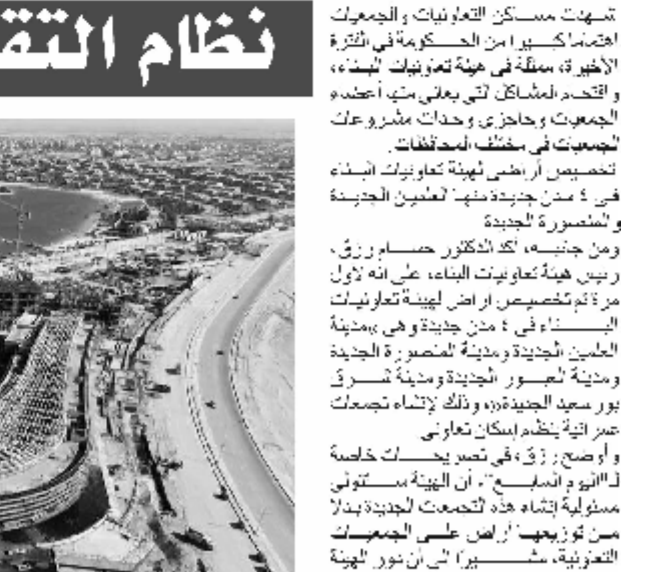 نظام التق
شهدت مساكن التعاونيات والجمعيات
اهتماما كبيرا من الحكومة في الفترة
الأخيرة، ممثلة في هيئة تعاونيات البناء،
واقتحام المشاكل التي يعاني منها أعضاء
الجمعيات وحاجزي وحدات مشروعات
الجمعيات في مختلف المحافظات.
تخصيص أراضي لهيئة تعاونيات البناء
في ٤ مدن جديدة منها العلمين الجديدة
والمنصورة الجديدة
ومن جانبه، أكد الدكتور حسام رزق،
رئيس هيئة تعاونيات البناء، على انه لاول
مرة تم تخصيص اراض لهيئة تعاونيات
البناء في ٤ مدن جديدة وهي «مدينة
العلمين الجديدة ومدينة المنصورة الجديدة
ومدينة العبور الجديدة ومدينة شرق
بور سعيد الجديدة»، وذلك لإنشاء تجمعات
عمرانية بنظام إسكان تعاوني
وأوضح رزق، في تصريحات خاصة
لـ"اليوم السابع"، أن الهيئة ستتولى
مسئولية إنشاء هذه التجمعات الجديدة بدلا
من توزيعها أراض على الجمعيات
التعاونية، مشيرًا الى أن دور الهيئة